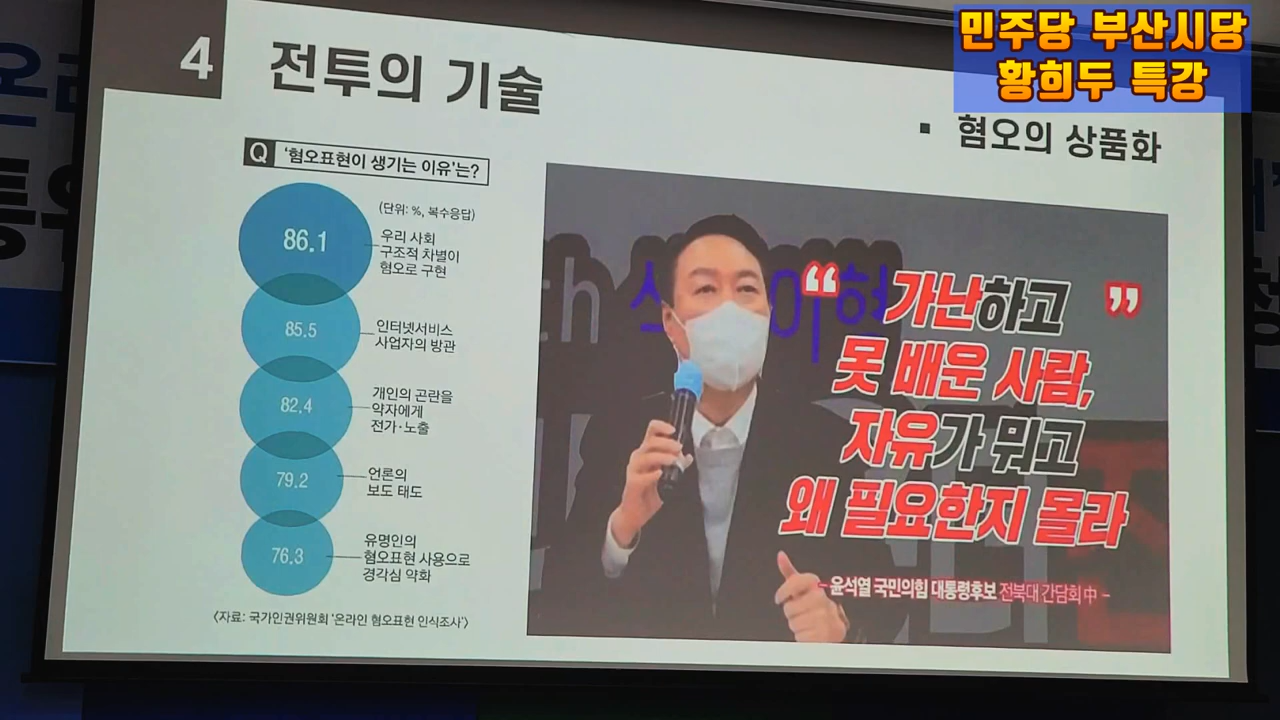 민주당 부산시당
황희두 특강
4 전투의 기술
▪ 혐오의 상품화
Q '혐오표현이 생기는 이유'는?
(단위: %, 복수응답)
86.1
우리 사회
구조적 차별이
혐오로 구현
85.5
인터넷서비스
사업자의 방관
82.4
개인의 곤란을
약자에게
전가·노출
79.2
언론의
보도 태도
76.3
유명인의
혐오표현 사용으로
경각심 약화
〈자료: 국가인권위원회 '온라인 혐오표현 인식조사'〉
“ 가난하고 ”
못 배운 사람,
자유가 뭐고
왜 필요한지 몰라
- 윤석열 국민의힘 대통령후보 전북대 간담회 中 -